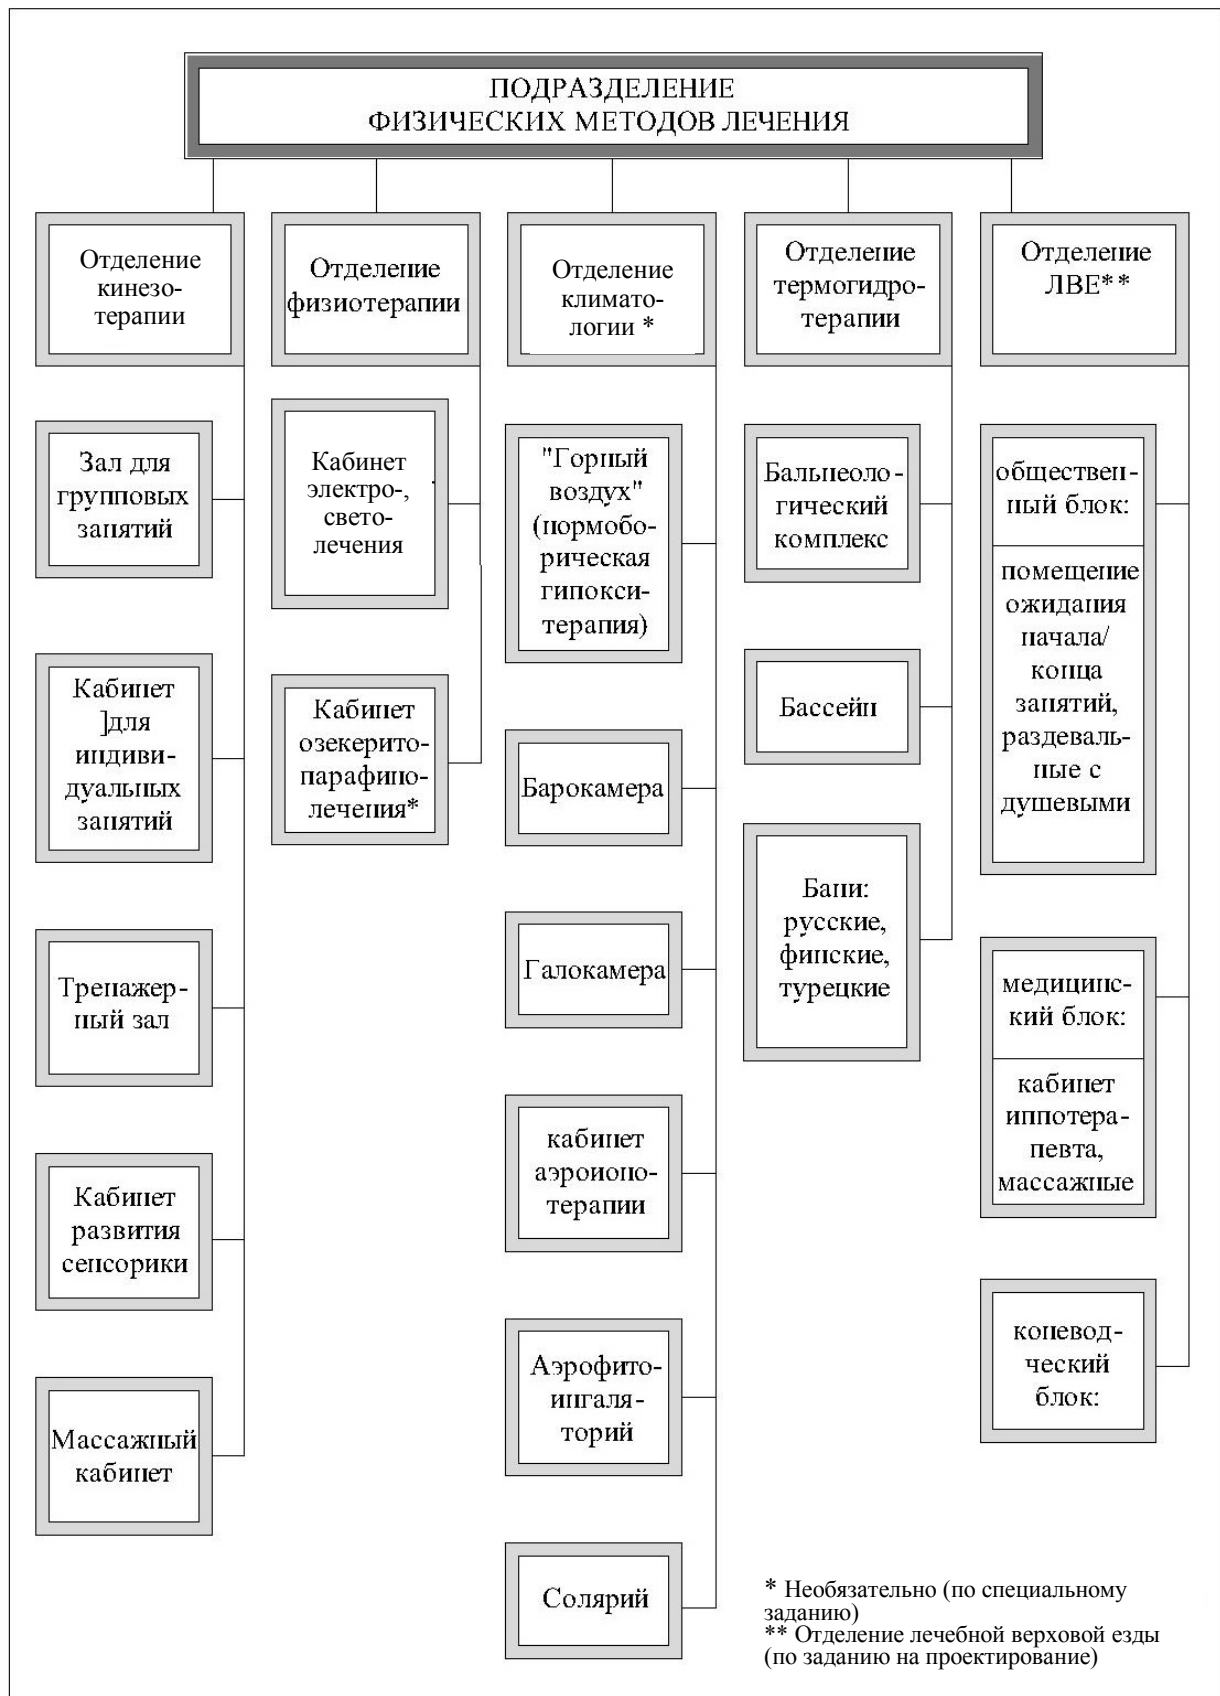 ПОДРАЗДЕЛЕНИЕ
ФИЗИЧЕСКИХ МЕТОДОВ ЛЕЧЕНИЯ
Отделение
кинезо-
терапии
Отделение
физиотерапии
Отделение
климато-
логии *
Отделение
термогидро-
терапии
Отделение
ЛВЕ**
Зал для
групповых
занятий
Кабинет
]для
индиви-
дуальных
занятий
Тренажер-
ный зал
Кабинет
развития
сенсорики
Массажный
кабинет
Кабинет
электро-,
свето-
лечения
Кабинет
озекерито-
парафино-
лечения*
"Горный
воздух"
(нормобо-
рическая
гипокси-
терапия)
Барокамера
Галокамера
кабинет
аэроионо-
терапии
Аэрофито-
ингаля-
торий
Солярий
Бальнеоло-
гический
комплекс
Бассейн
Бани:
русские,
финские,
турецкие
обществен-
ный блок:
помещение
ожидания
начала/
конца
занятий,
раздеваль-
ные с
душевыми
медицинс-
кий блок:
кабинет
иппотера-
певта,
массажные
коневод-
ческий
блок:
* Необязательно (по специальному
заданию)
** Отделение лечебной верховой езды
(по заданию на проектирование)